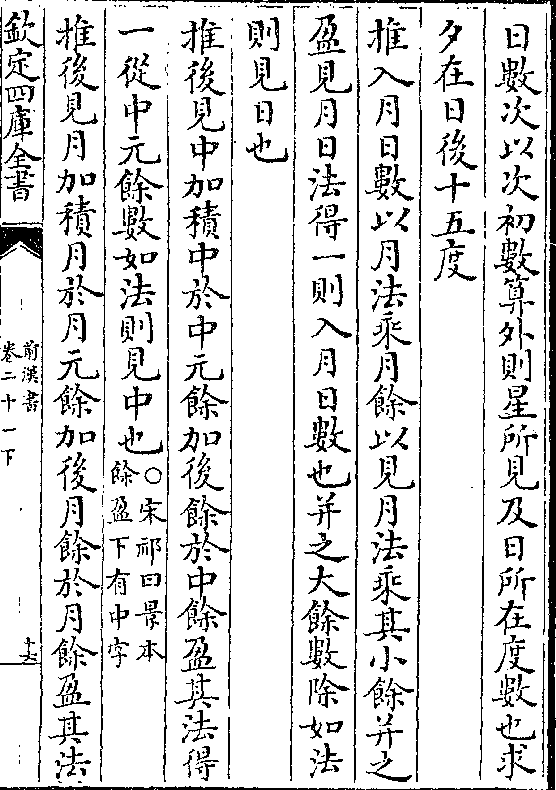 日數次以次初數算外則星所見及日所在度數也求
夕在日後十五度
推入月日數以月法乘月餘以見月法乘其小餘并之
盈見月日法得一則入月日數也并之大餘數除如法
則見日也
推後見中加積中於中元餘加後餘於中餘盈其法得
一從中元餘數如法則見中也○宋祁曰景本
餘盈下有中字
推後見月加積月於月元餘加後月餘於月餘盈其法
欽定四庫全書
前漢書
卷二十一下
十六